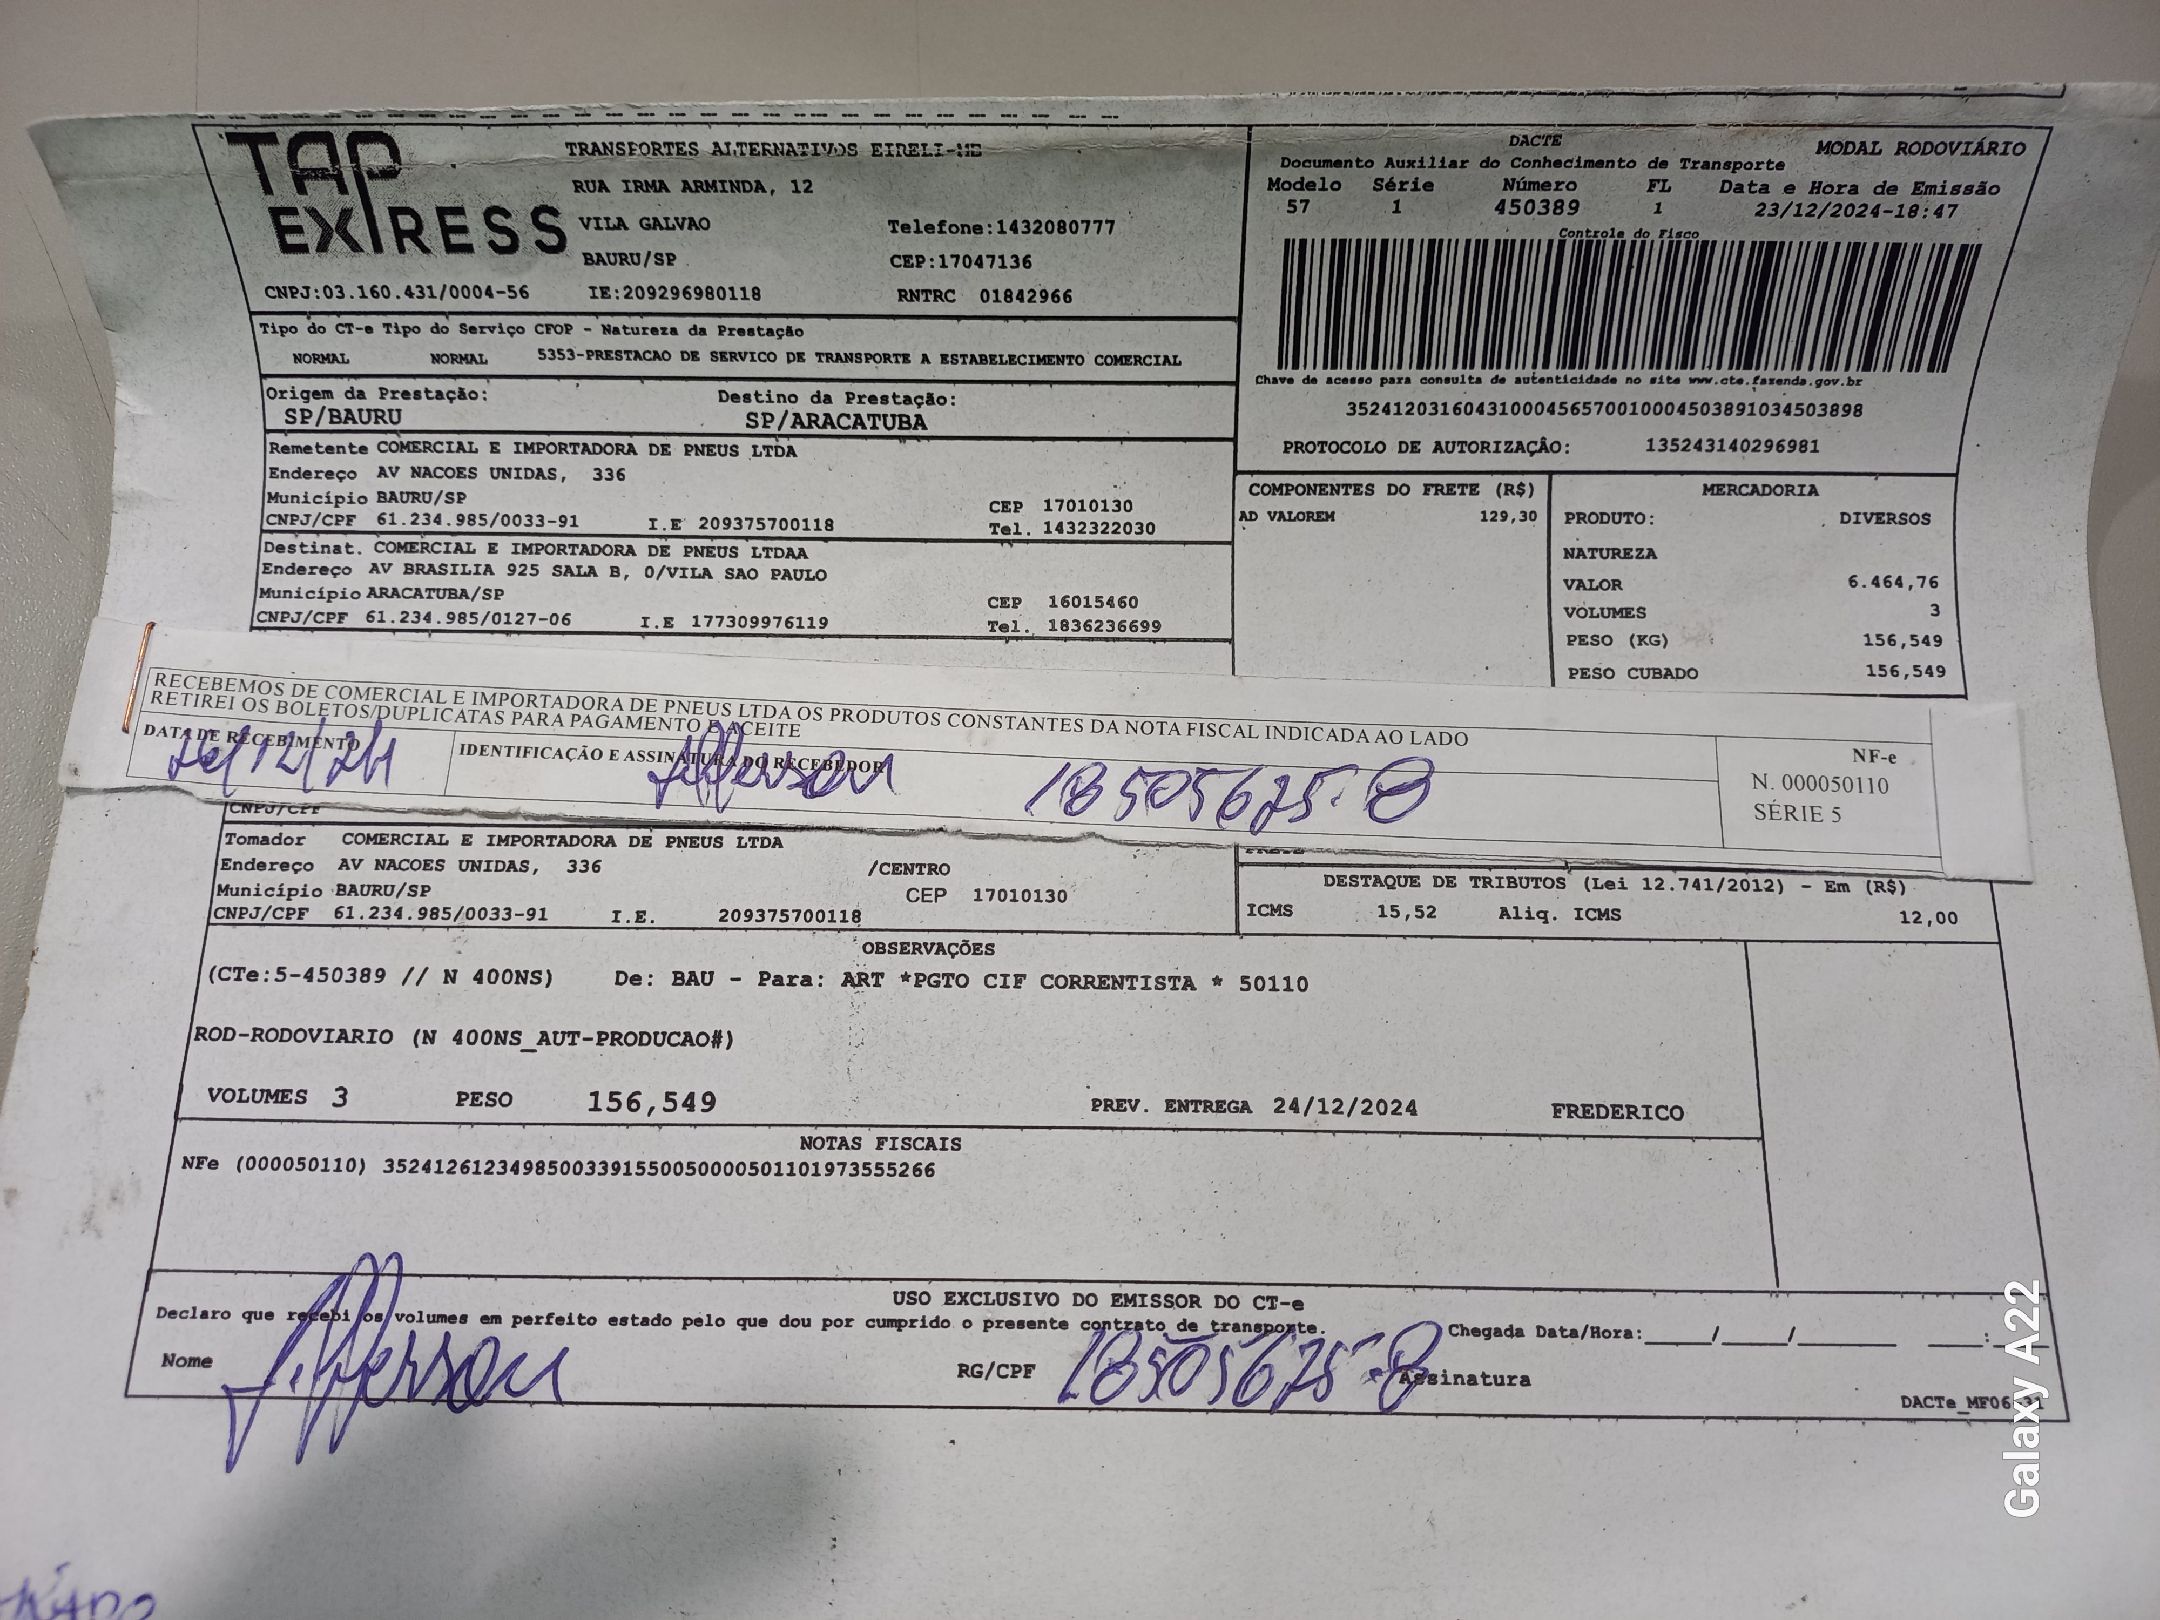 TAP EXPRESS
TRANSPORTES ALTERNATIVOS EIRELI-ME
RUA IRMA ARMINDA, 12
VILA GALVAO Telefone:1432080777
BAURU/SP CEP:17047136
CNPJ:03.160.431/0004-56 IE:209296980118 RNTRC 01842966
DACTE MODAL RODOVIÁRIO
Documento Auxiliar do Conhecimento de Transporte
Modelo Série Número FL Data e Hora de Emissão
57 1 450389 1 23/12/2024-18:47
Controle do Fisco
Chave de acesso para consulta de autenticidade no site www.cte.fazenda.gov.br
35241203160431000456570010004503891034503898
PROTOCOLO DE AUTORIZAÇÂO: 135243140296981
Tipo do CT-e Tipo do Serviço CFOP - Natureza da Prestação
NORMAL NORMAL 5353-PRESTACAO DE SERVICO DE TRANSPORTE A ESTABELECIMENTO COMERCIAL
Origem da Prestação: Destino da Prestação:
SP/BAURU SP/ARACATUBA
Remetente COMERCIAL E IMPORTADORA DE PNEUS LTDA
Endereço AV NACOES UNIDAS, 336
Município BAURU/SP CEP 17010130
CNPJ/CPF 61.234.985/0033-91 I.E 209375700118 Tel. 1432322030
Destinat. COMERCIAL E IMPORTADORA DE PNEUS LTDAA
Endereço AV BRASILIA 925 SALA B, 0/VILA SAO PAULO
Município ARACATUBA/SP CEP 16015460
CNPJ/CPF 61.234.985/0127-06 I.E 177309976119 Tel. 1836236699
COMPONENTES DO FRETE (R$)
AD VALOREM 129,30
MERCADORIA
PRODUTO: DIVERSOS
NATUREZA
VALOR 6.464,76
VOLUMES 3
PESO (KG) 156,549
PESO CUBADO 156,549
RECEBEMOS DE COMERCIAL E IMPORTADORA DE PNEUS LTDA OS PRODUTOS CONSTANTES DA NOTA FISCAL INDICADA AO LADO
RETIREI OS BOLETOS/DUPLICATAS PARA PAGAMENTO E ACEITE
DATA DE RECEBIMENTO IDENTIFICAÇÃO E ASSINATURA DO RECEBEDOR
26/12/24 Jefferson 18505675-8
NF-e
N. 000050110
SÉRIE 5
CNPJ/CPF
Tomador COMERCIAL E IMPORTADORA DE PNEUS LTDA
Endereço AV NACOES UNIDAS, 336 /CENTRO
Município BAURU/SP CEP 17010130
CNPJ/CPF 61.234.985/0033-91 I.E. 209375700118
DESTAQUE DE TRIBUTOS (Lei 12.741/2012) - Em (R$)
ICMS 15,52 Aliq. ICMS 12,00
OBSERVAÇÕES
(CTe:5-450389 // N 400NS) De: BAU - Para: ART *PGTO CIF CORRENTISTA * 50110
ROD-RODOVIARIO (N 400NS_AUT-PRODUCAO#)
VOLUMES 3 PESO 156,549 PREV. ENTREGA 24/12/2024 FREDERICO
NOTAS FISCAIS
NFe (000050110) 35241261234985003391550050000501101973555266
USO EXCLUSIVO DO EMISSOR DO CT-e
Declaro que recebi os volumes em perfeito estado pelo que dou por cumprido o presente contrato de transporte. Chegada Data/Hora:____/____/______ ___:___
Nome Jefferson RG/CPF 18505675-8 Assinatura
Galaxy A22